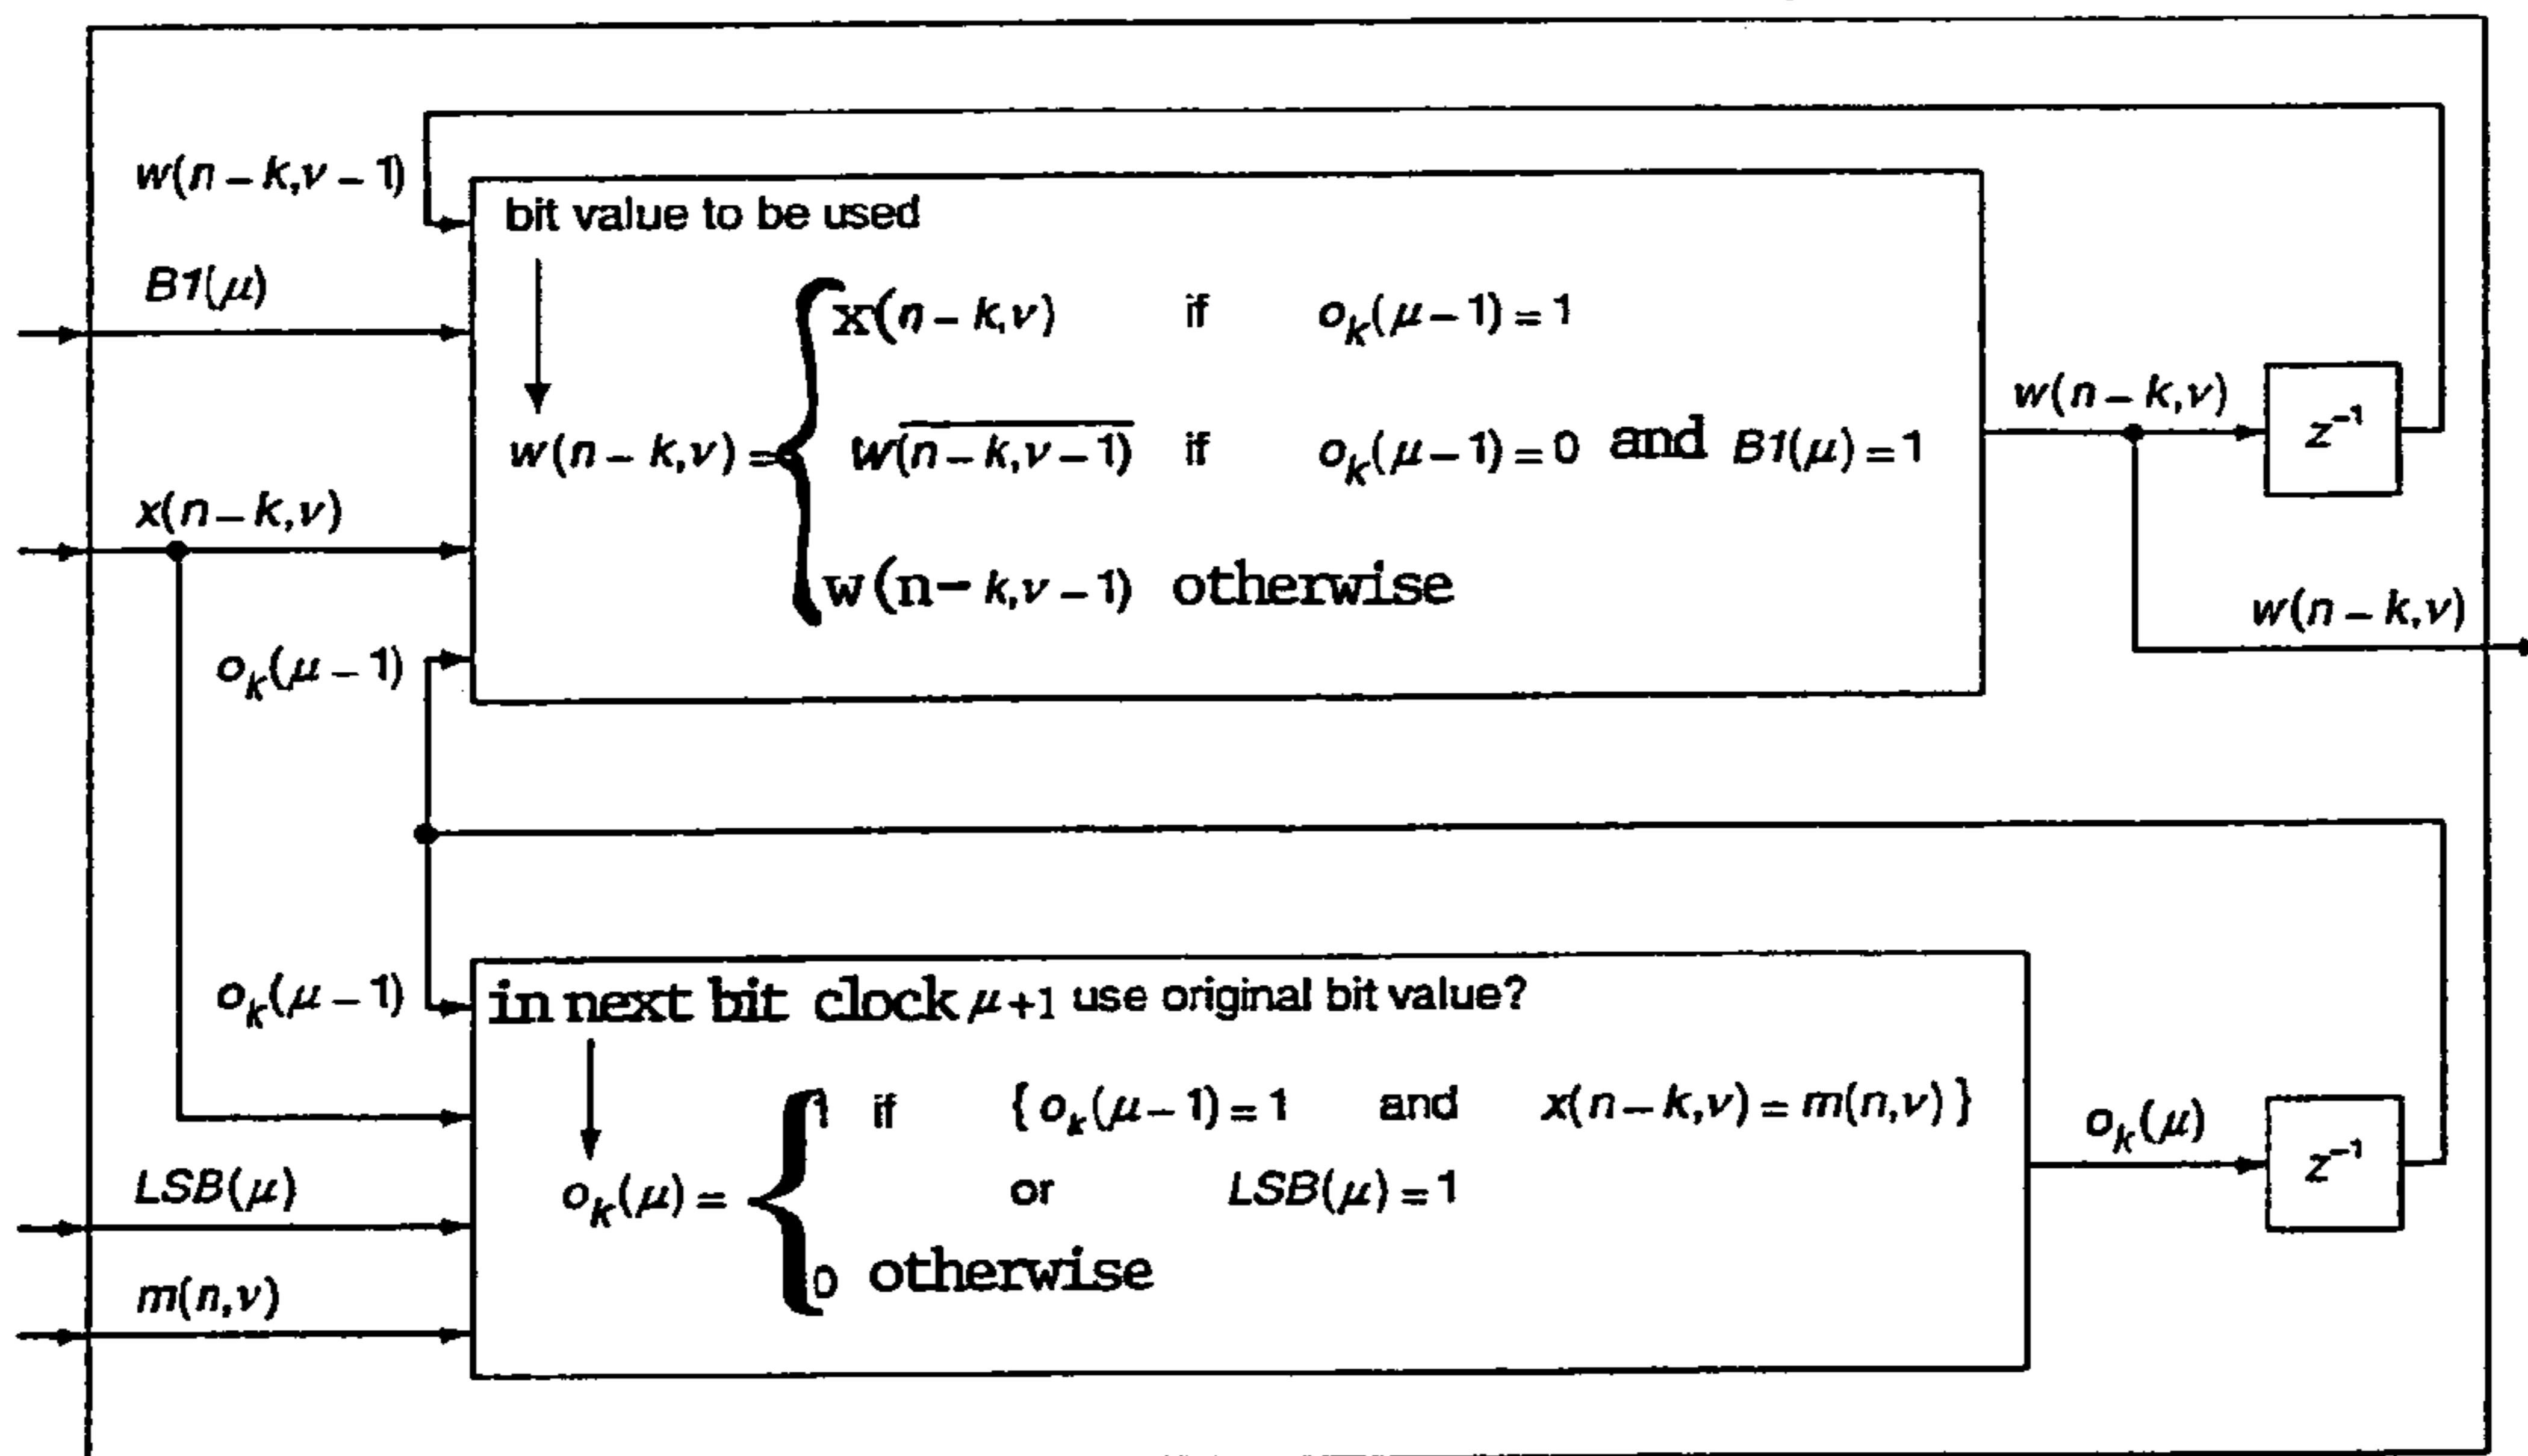 w(n – k,ν – 1)
bit value to be used
B1(μ)
x(n – k,ν) if o_k(μ – 1) = 1
w(n – k,ν)
z⁻¹
w(n – k,ν) = w(n – k,ν – 1) if o_k(μ – 1) = 0 and B1(μ) = 1
x(n – k,ν)
w(n – k,ν – 1) otherwise
w(n – k,ν)
o_k(μ – 1)
o_k(μ – 1)
in next bit clock μ+1 use original bit value?
1 if { o_k(μ – 1) = 1 and x(n – k,ν) = m(n,ν) }
o_k(μ)
z⁻¹
LSB(μ)
o_k(μ) = or LSB(μ) = 1
0 otherwise
m(n,ν)